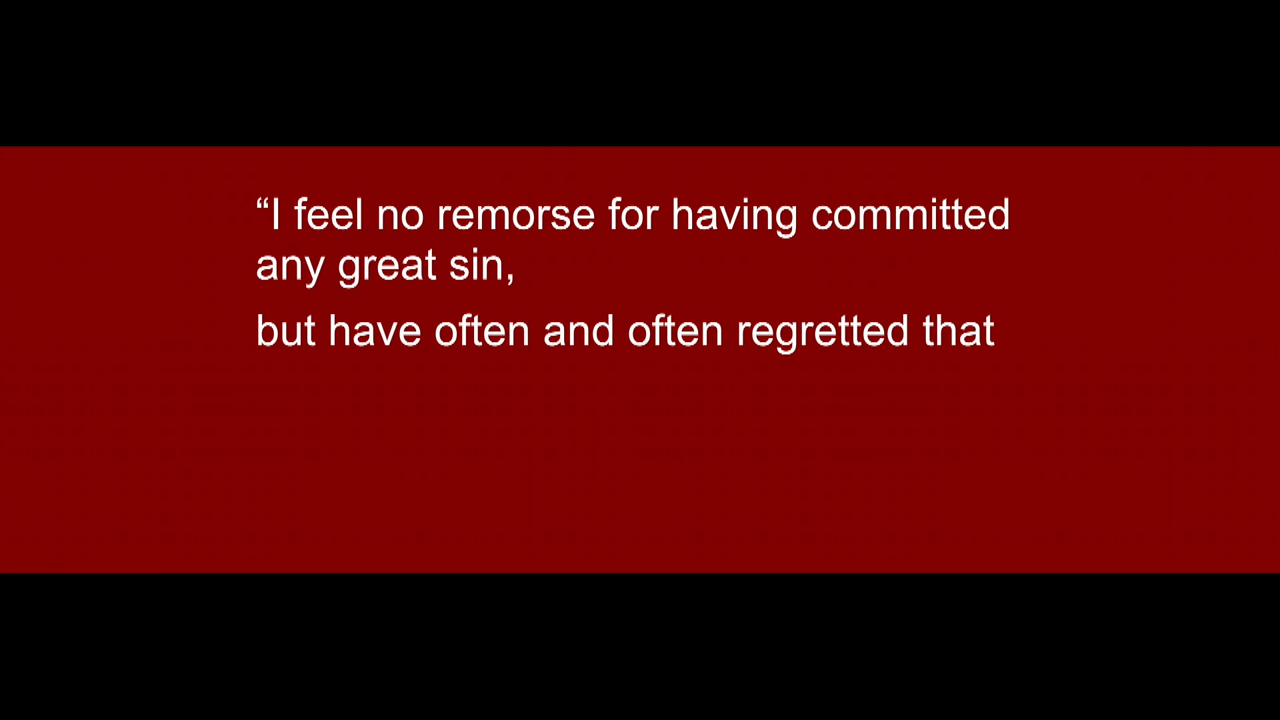 “I feel no remorse for having committed
any great sin,
but have often and often regretted that